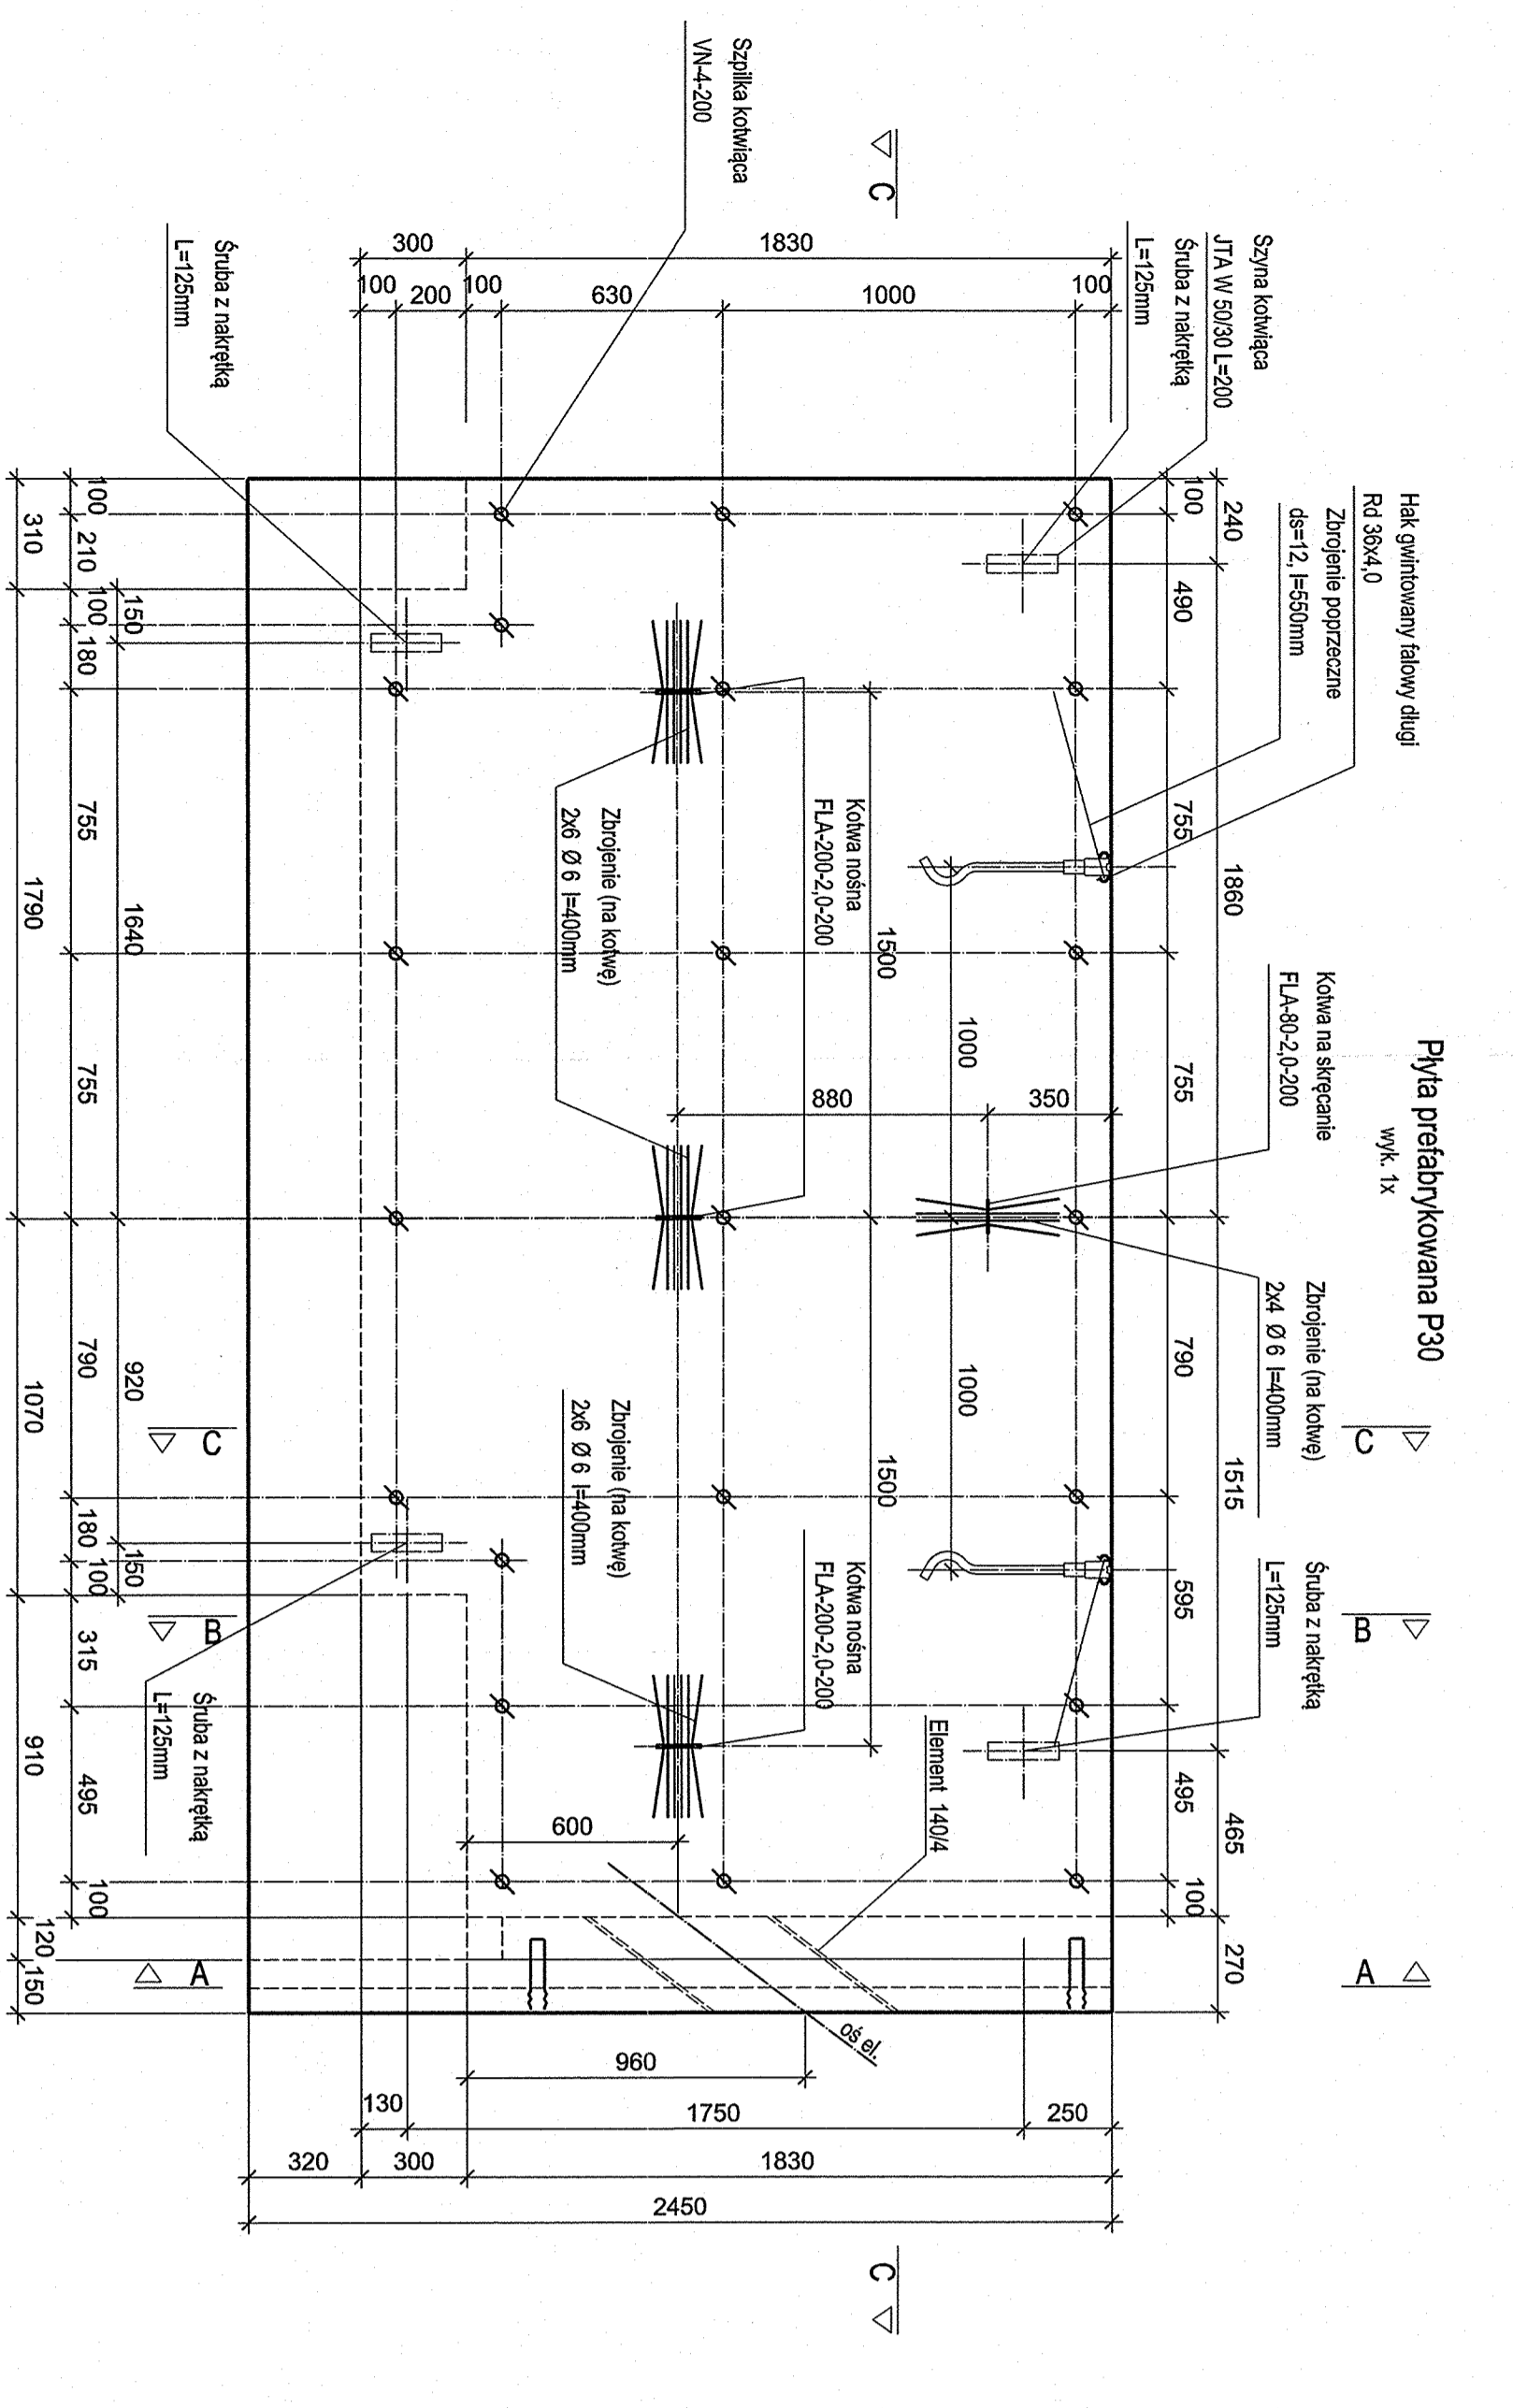 Płyta prefabrykowana P30
wyk. 1x
Hak gwintowany falowy długi
Rd 36x4,0
Zbrojenie poprzeczne
ds=12, l=550mm
Szyna kotwiąca
JTA W 50/30 L=200
Śruba z nakrętką
L=125mm
Kotwa na skręcanie
FLA-80-2,0-200
Zbrojenie (na kotwę)
2x4 Ø 6 l=400mm
Śruba z nakrętką
L=125mm
C
B
A
240
1860
1515
465
270
100
490
755
755
790
595
495
100
1000
1000
350
880
1500
1500
Kotwa nośna
FLA-200-2,0-200
Kotwa nośna
FLA-200-2,0-200
Element 140/4
oś el.
C
C
Szpilka kotwiąca
VN-4-200
Zbrojenie (na kotwę)
2x6 Ø 6 l=400mm
Zbrojenie (na kotwę)
2x6 Ø 6 l=400mm
600
1830
300
100
1000
630
100
200
100
960
250
1750
130
1830
300
320
2450
Śruba z nakrętką
L=125mm
Śruba z nakrętką
L=125mm
C
B
A
150
1640
920
150
100
210
100
180
755
755
790
180
100
315
495
100
310
1790
1070
910
120
150